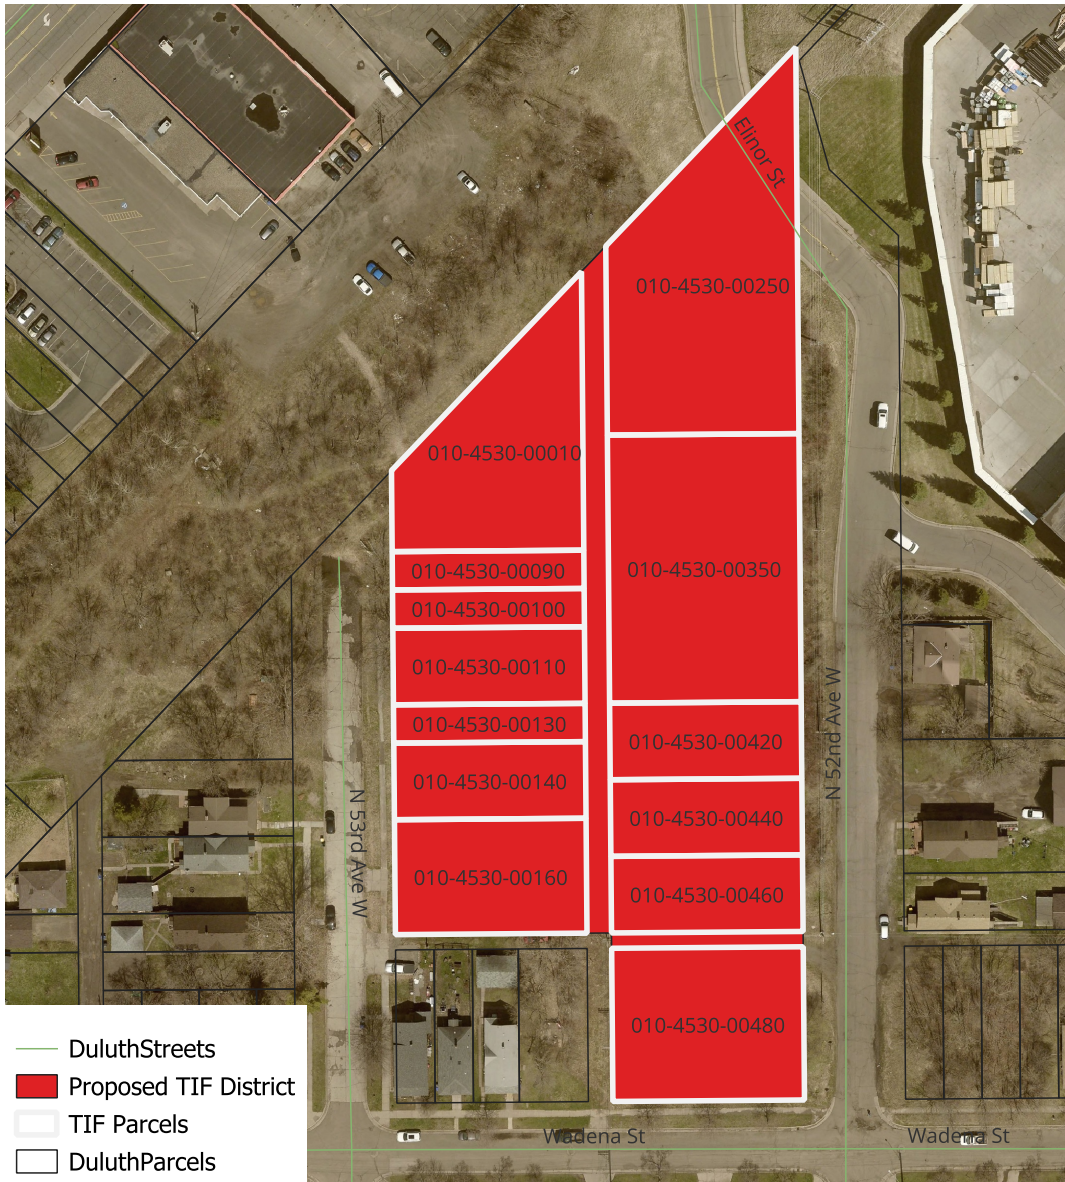 Elinor St
010-4530-00250
010-4530-00010
010-4530-00090
010-4530-00350
010-4530-00100
010-4530-00110
010-4530-00130
010-4530-00420
N 52nd Ave W
010-4530-00140
010-4530-00440
N 53rd Ave W
010-4530-00160
010-4530-00460
010-4530-00480
Wadena St
Wadena St
DuluthStreets
Proposed TIF District
TIF Parcels
DuluthParcels